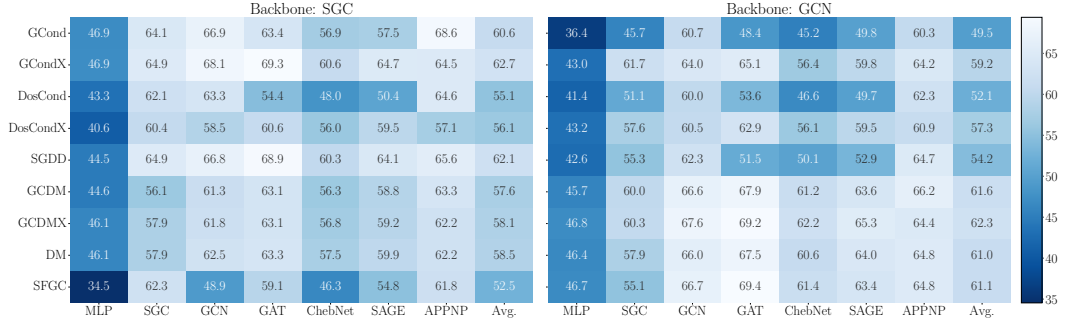 Backbone: SGC Backbone: GCN
GCond 46.9 64.1 66.9 63.4 56.9 57.5 68.6 60.6 36.4 45.7 60.7 48.4 45.2 49.8 60.3 49.5
GCondX 46.9 64.9 68.1 69.3 60.6 64.7 64.5 62.7 43.0 61.7 64.0 65.1 56.4 59.8 64.2 59.2
DosCond 43.3 62.1 63.3 54.4 48.0 50.4 64.6 55.1 41.4 51.1 60.0 53.6 46.6 49.7 62.3 52.1
DosCondX 40.6 60.4 58.5 60.6 56.0 59.5 57.1 56.1 43.2 57.6 60.5 62.9 56.1 59.5 60.9 57.3
SGDD 44.5 64.9 66.8 68.9 60.3 64.1 65.6 62.1 42.6 55.3 62.3 51.5 50.1 52.9 64.7 54.2
GCDM 44.6 56.1 61.3 63.1 56.3 58.8 63.3 57.6 45.7 60.0 66.6 67.9 61.2 63.6 66.2 61.6
GCDMX 46.1 57.9 61.8 63.1 56.8 59.2 62.2 58.1 46.8 60.3 67.6 69.2 62.2 65.3 64.4 62.3
DM 46.1 57.9 62.5 63.3 57.5 59.9 62.2 58.5 46.4 57.9 66.0 67.5 60.6 64.0 64.8 61.0
SFGC 34.5 62.3 48.9 59.1 46.3 54.8 61.8 52.5 46.7 55.1 66.7 69.4 61.4 63.4 64.8 61.1
MLP SGC GCN GAT ChebNet SAGE APPNP Avg. MLP SGC GCN GAT ChebNet SAGE APPNP Avg.
65
60
55
50
45
40
35